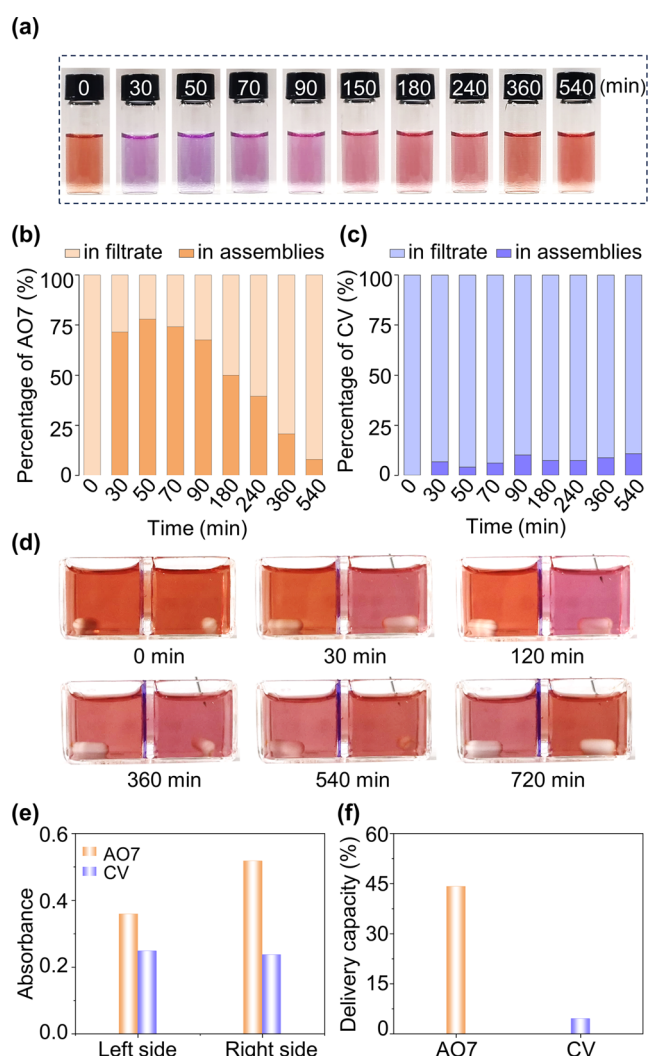 (a)
0 30 50 70 90 150 180 240 360 540 (min)
(b) (c)
in filtrate in assemblies in filtrate in assemblies
Percentage of AO7 (%)
100
75
50
25
0
0 30 50 70 90 180 240 360 540
Time (min)
Percentage of CV (%)
100
75
50
25
0
0 30 50 70 90 180 240 360 540
Time (min)
(d)
0 min 30 min 120 min
360 min 540 min 720 min
(e) (f)
Absorbance
0.6
0.4
0.2
0.0
AO7
CV
Left side Right side
Delivery capacity (%)
60
45
30
15
0
AO7 CV